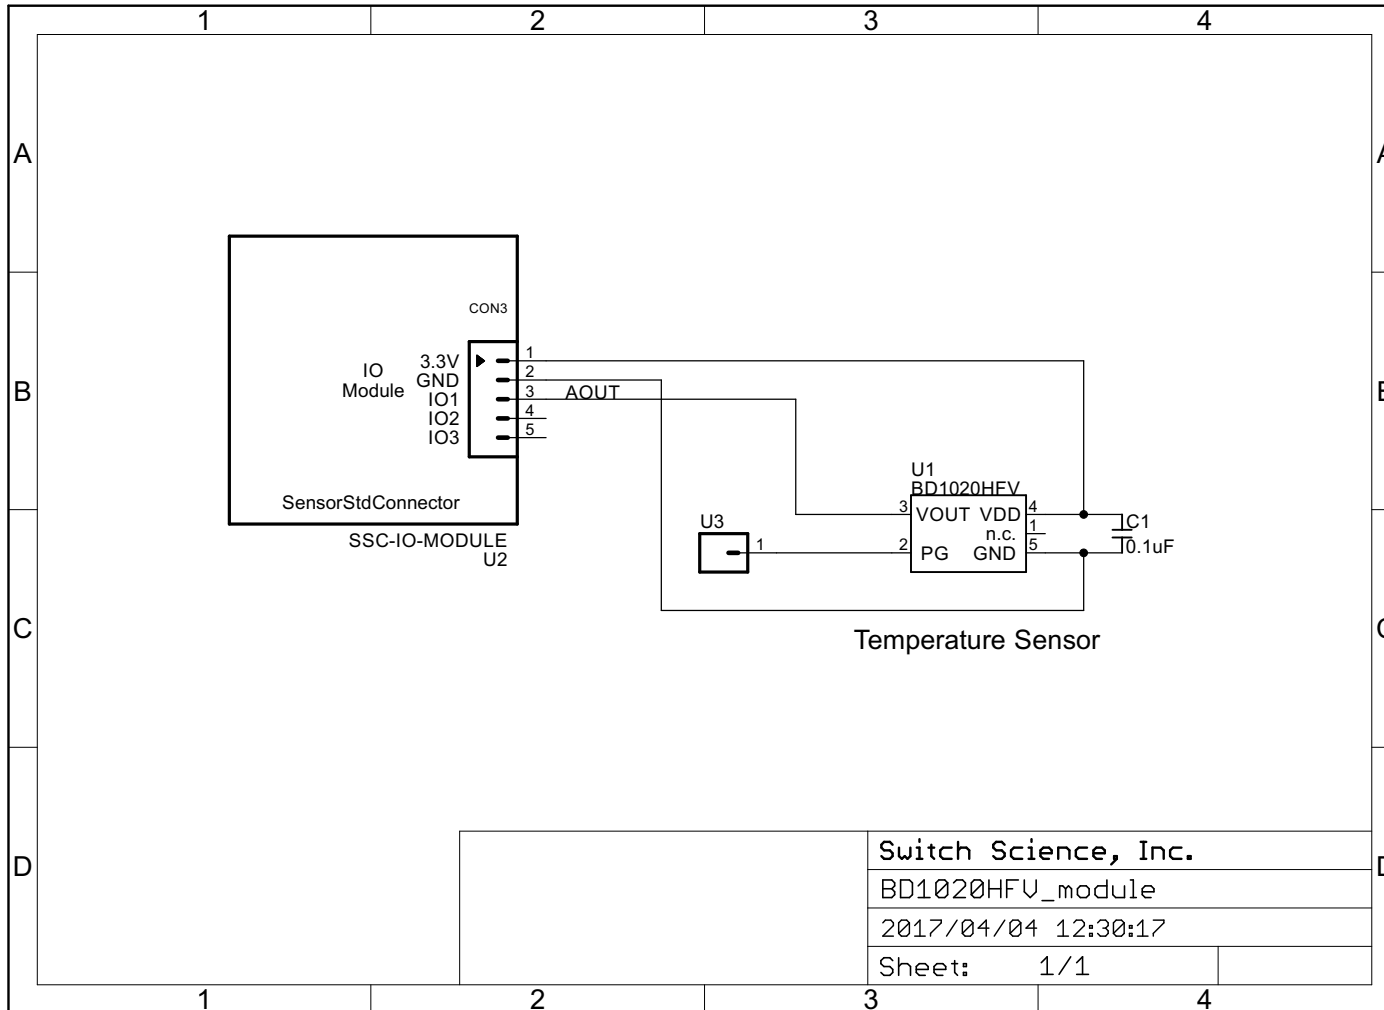 1 2 3 4
A A
CON3
3.3V 1
GND 2
IO1 3 AOUT
IO2 4
IO3 5
IO
Module
B B
SensorStdConnector
SSC-IO-MODULE
U2
U1
BD1020HFV
3 VOUT VDD 4
n.c. 1
2 PG GND 5
U3
1
C1
0.1uF
C C
Temperature Sensor
D D
Switch Science, Inc.
BD1020HFV_module
2017/04/04 12:30:17
Sheet: 1/1
1 2 3 4